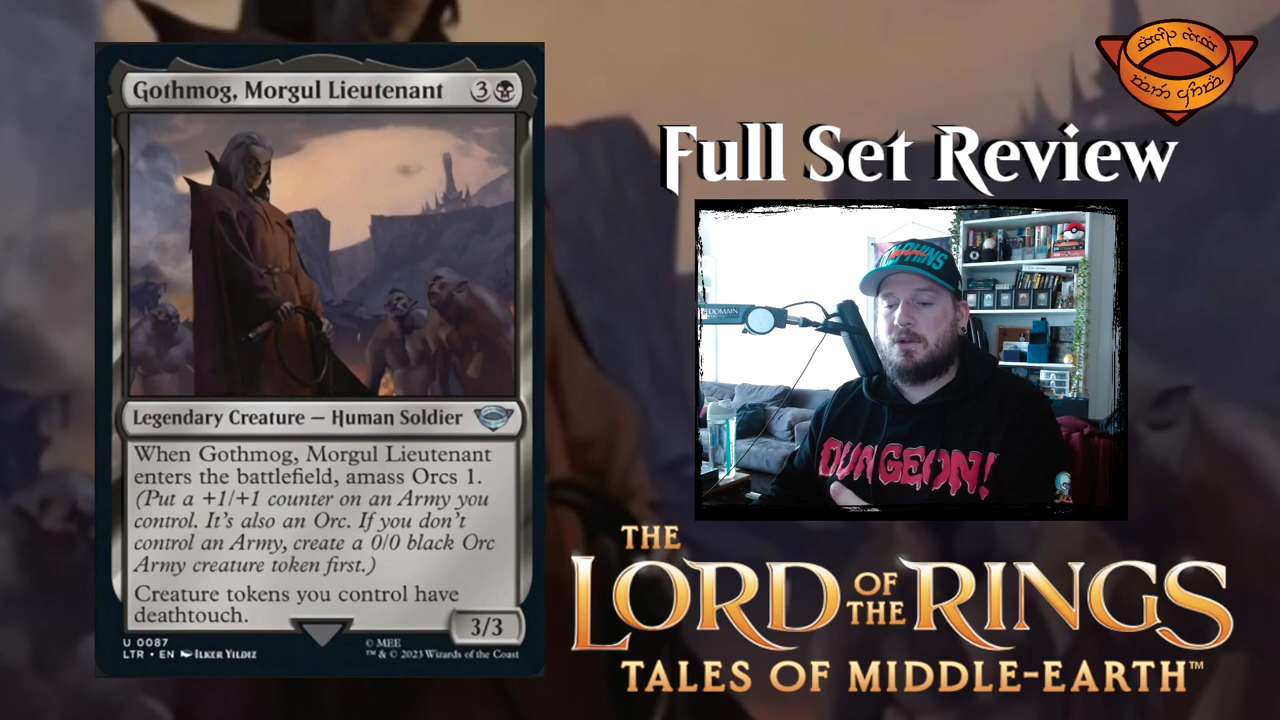 Gothmog, Morgul Lieutenant 3
Legendary Creature — Human Soldier
When Gothmog, Morgul Lieutenant
enters the battlefield, amass Orcs 1.
(Put a +1/+1 counter on an Army you
control. It's also an Orc. If you don't
control an Army, create a 0/0 black Orc
Army creature token first.)
Creature tokens you control have
deathtouch.
3/3
U 0087
LTR • EN ILKER YILDIZ
© MEE
™ & © 2023 Wizards of the Coast
Full Set Review
DOLPHINS
DOMAIN
DUNGEON!
THE
LORD OF THE RINGS
TALES OF MIDDLE-EARTH™